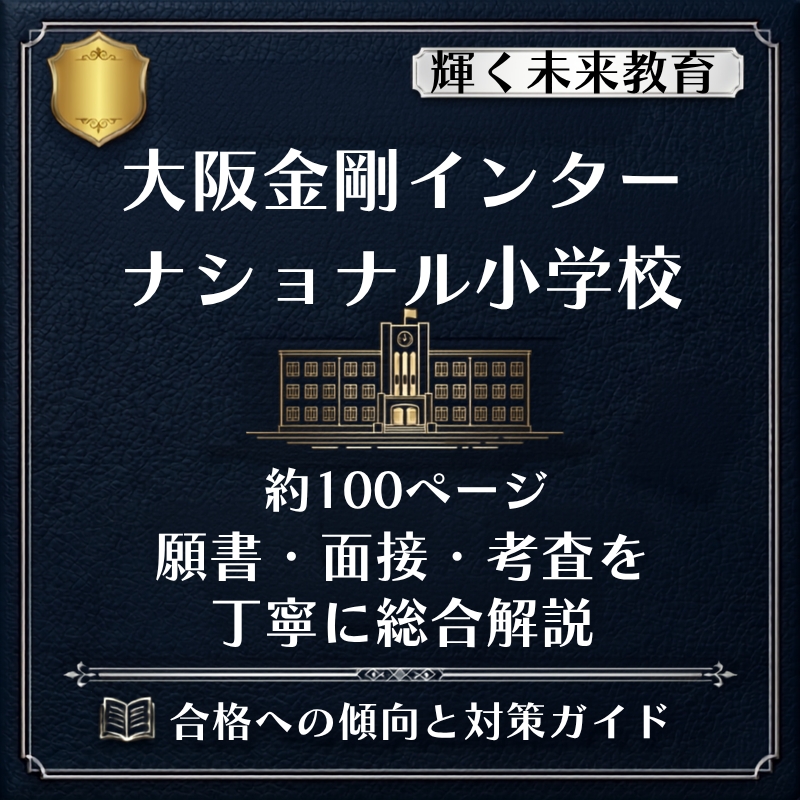 輝く未来教育
大阪金剛インター
ナショナル小学校
約100ページ
願書・面接・考査を
丁寧に総合解説
合格への傾向と対策ガイド